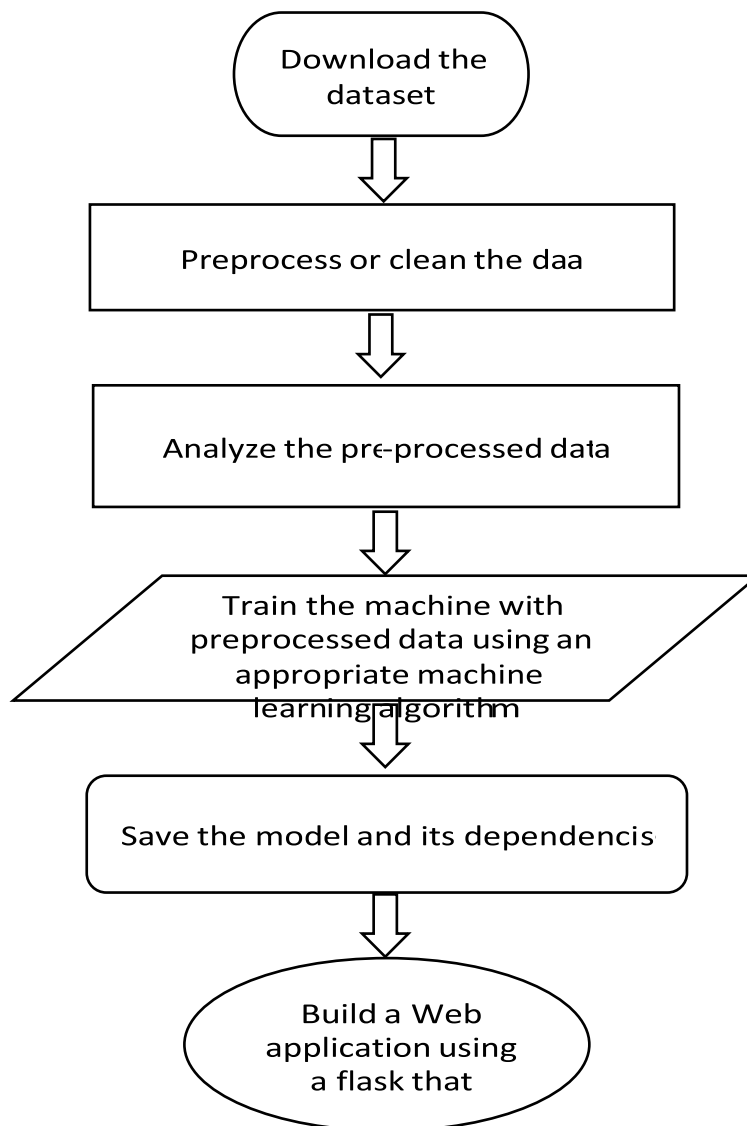 Download the
dataset
Preprocess or clean the daa
Analyze the pre-processed data
Train the machine with
preprocessed data using an
appropriate machine
learning algorithm
Save the model and its dependencis
Build a Web
application using
a flask that